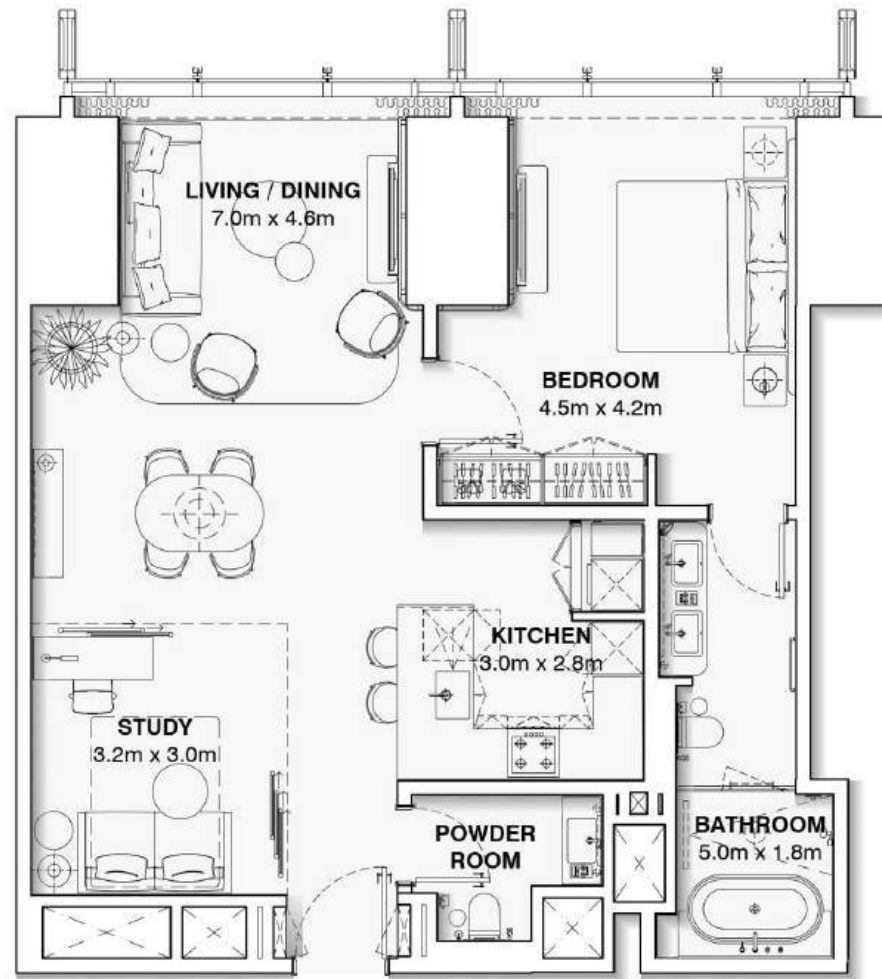 LIVING / DINING
7.0m x 4.6m
BEDROOM
4.5m x 4.2m
KITCHEN
3.0m x 2.8m
STUDY
3.2m x 3.0m
POWDER
ROOM
BATHROOM
5.0m x 1.8m